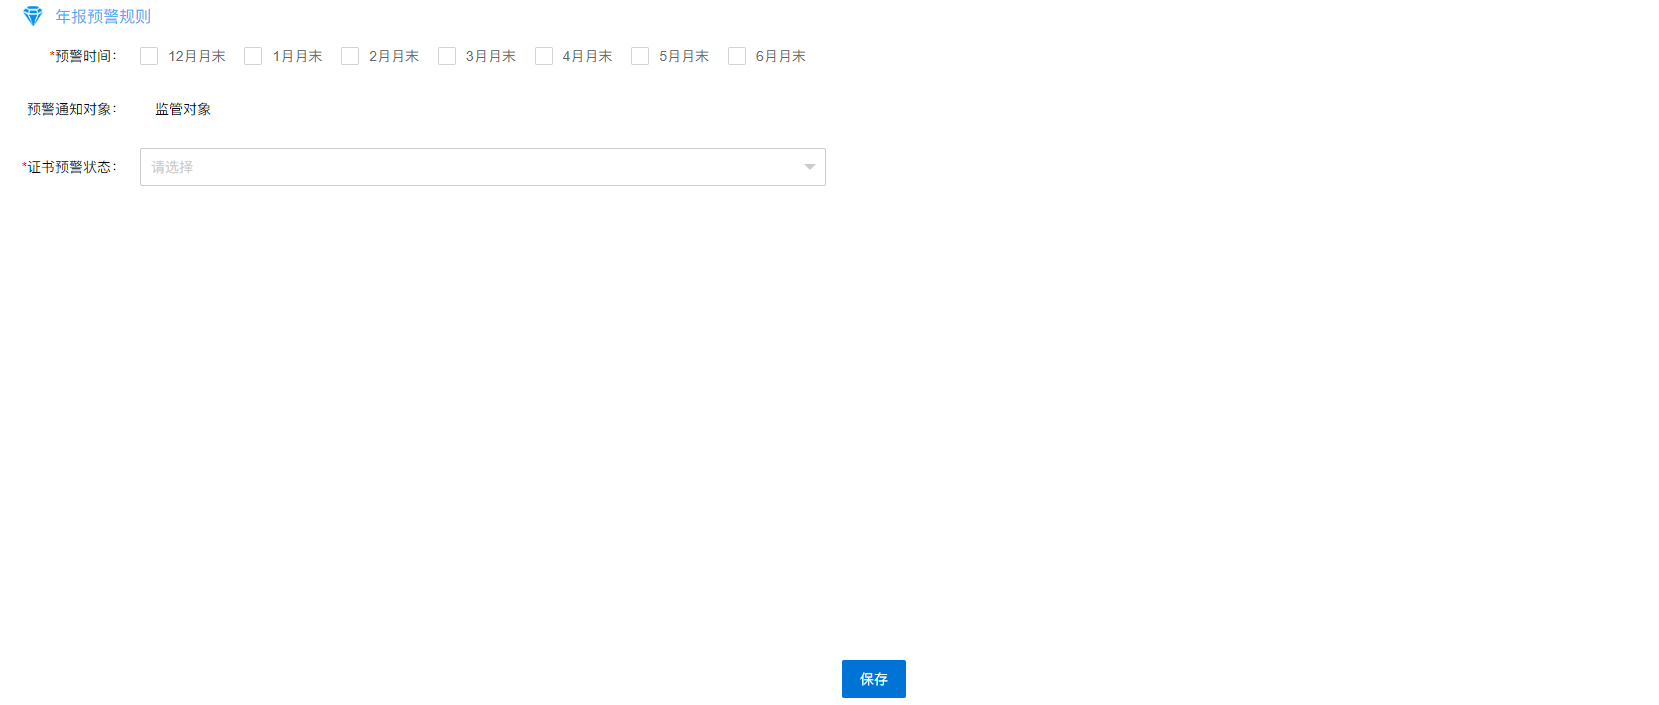 年报预警规则
*预警时间： 12月月末 1月月末 2月月末 3月月末 4月月末 5月月末 6月月末
预警通知对象： 监管对象
*证书预警状态： 请选择
保存